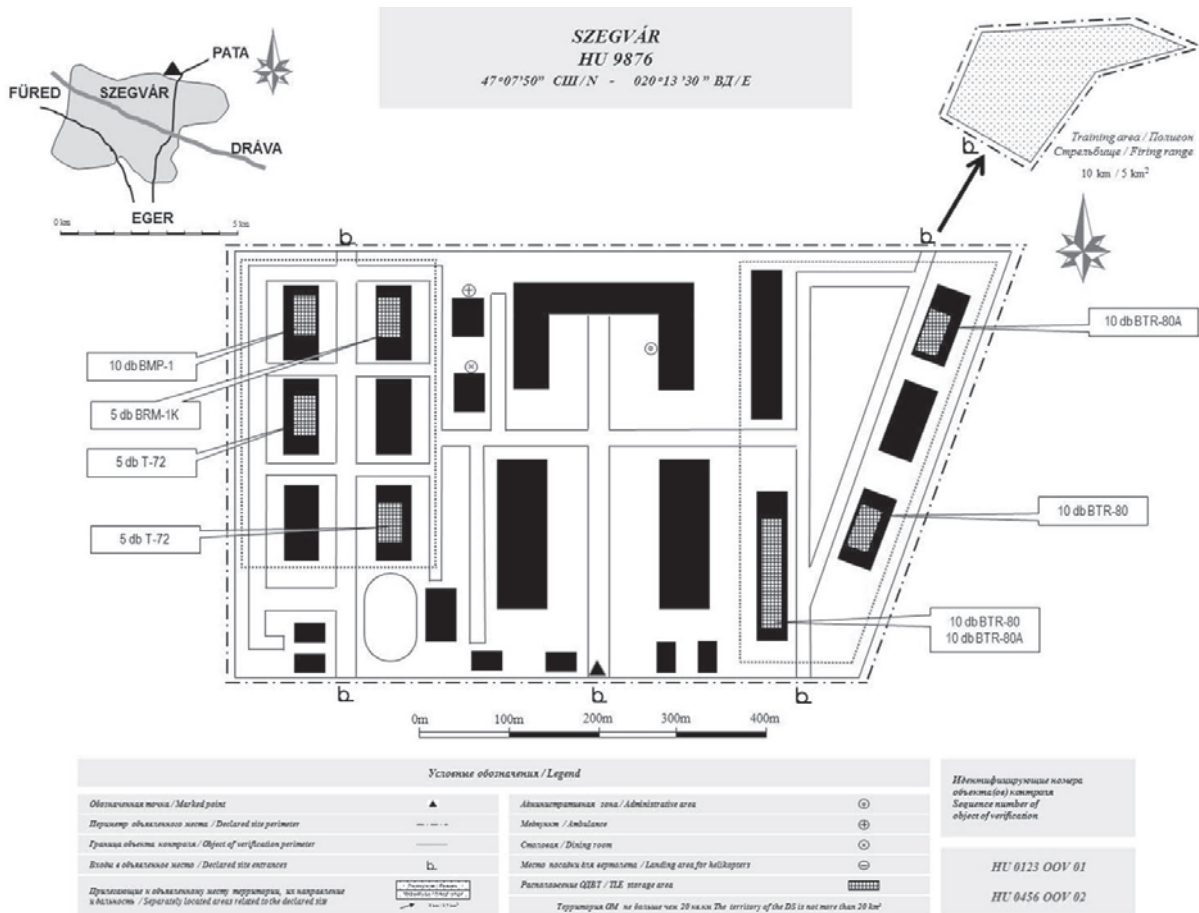 SZEGVÁR
HU 9876
47°07'50" СШ/N - 020°13'30" ВД/E
PATA
FÜRED
SZEGVÁR
DRÁVA
EGER
0 km
5 km
Training area / Полигон
Стрельбище / Firing range
10 km / 5 km²
10 db BMP-1
5 db BRM-1K
5 db T-72
5 db T-72
10 db BTR-80A
10 db BTR-80
10 db BTR-80
10 db BTR-80A
0m 100m 200m 300m 400m
Условные обозначения / Legend
Обозначенная точка / Marked point
Периметр объявленного места / Declared site perimeter
Граница объекта контроля / Object of verification perimeter
Входы в объявленное место / Declared site entrances
Прилегающие к объявленному месту территории, их направление
и дальность / Separately located areas related to the declared site
Административная зона / Administrative area
Медпункт / Ambulance
Столовая / Dining room
Место посадки для вертолета / Landing area for helikopters
Расположение ОДВТ / TLE storage area
Территория ОМ не больше чем 20 кв.км The territory of the DS is not more than 20 km²
Идентифицирующие номера
объекта(ов) контроля
Sequence number of
object of verification
HU 0123 OOV 01
HU 0456 OOV 02